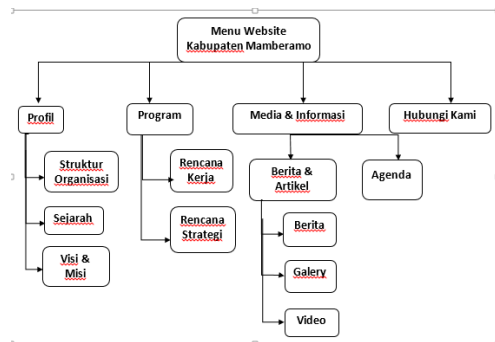 Menu Website
Kabupaten Mamberamo
Profil
Program
Media & Informasi
Hubungi Kami
Struktur
Organisasi
Sejarah
Visi &
Misi
Rencana
Kerja
Rencana
Strategi
Berita &
Artikel
Agenda
Berita
Galery
Video